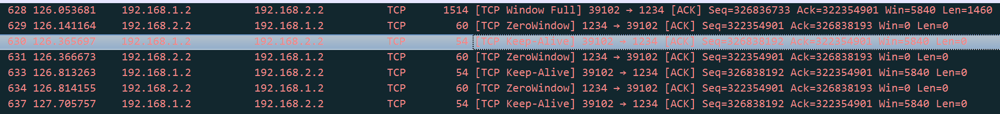 628 126.053681 192.168.1.2 192.168.2.2 TCP 1514 [TCP Window Full] 39102 → 1234 [ACK] Seq=326836733 Ack=322354901 Win=5840 Len=1460
629 126.141164 192.168.2.2 192.168.1.2 TCP 60 [TCP ZeroWindow] 1234 → 39102 [ACK] Seq=322354901 Ack=326838193 Win=0 Len=0
630 126.365697 192.168.1.2 192.168.2.2 TCP 54 [TCP Keep-Alive] 39102 → 1234 [ACK] Seq=326838192 Ack=322354901 Win=5840 Len=0
631 126.366673 192.168.2.2 192.168.1.2 TCP 60 [TCP ZeroWindow] 1234 → 39102 [ACK] Seq=322354901 Ack=326838193 Win=0 Len=0
633 126.813263 192.168.1.2 192.168.2.2 TCP 54 [TCP Keep-Alive] 39102 → 1234 [ACK] Seq=326838192 Ack=322354901 Win=5840 Len=0
634 126.814155 192.168.2.2 192.168.1.2 TCP 60 [TCP ZeroWindow] 1234 → 39102 [ACK] Seq=322354901 Ack=326838193 Win=0 Len=0
637 127.705757 192.168.1.2 192.168.2.2 TCP 54 [TCP Keep-Alive] 39102 → 1234 [ACK] Seq=326838192 Ack=322354901 Win=5840 Len=0